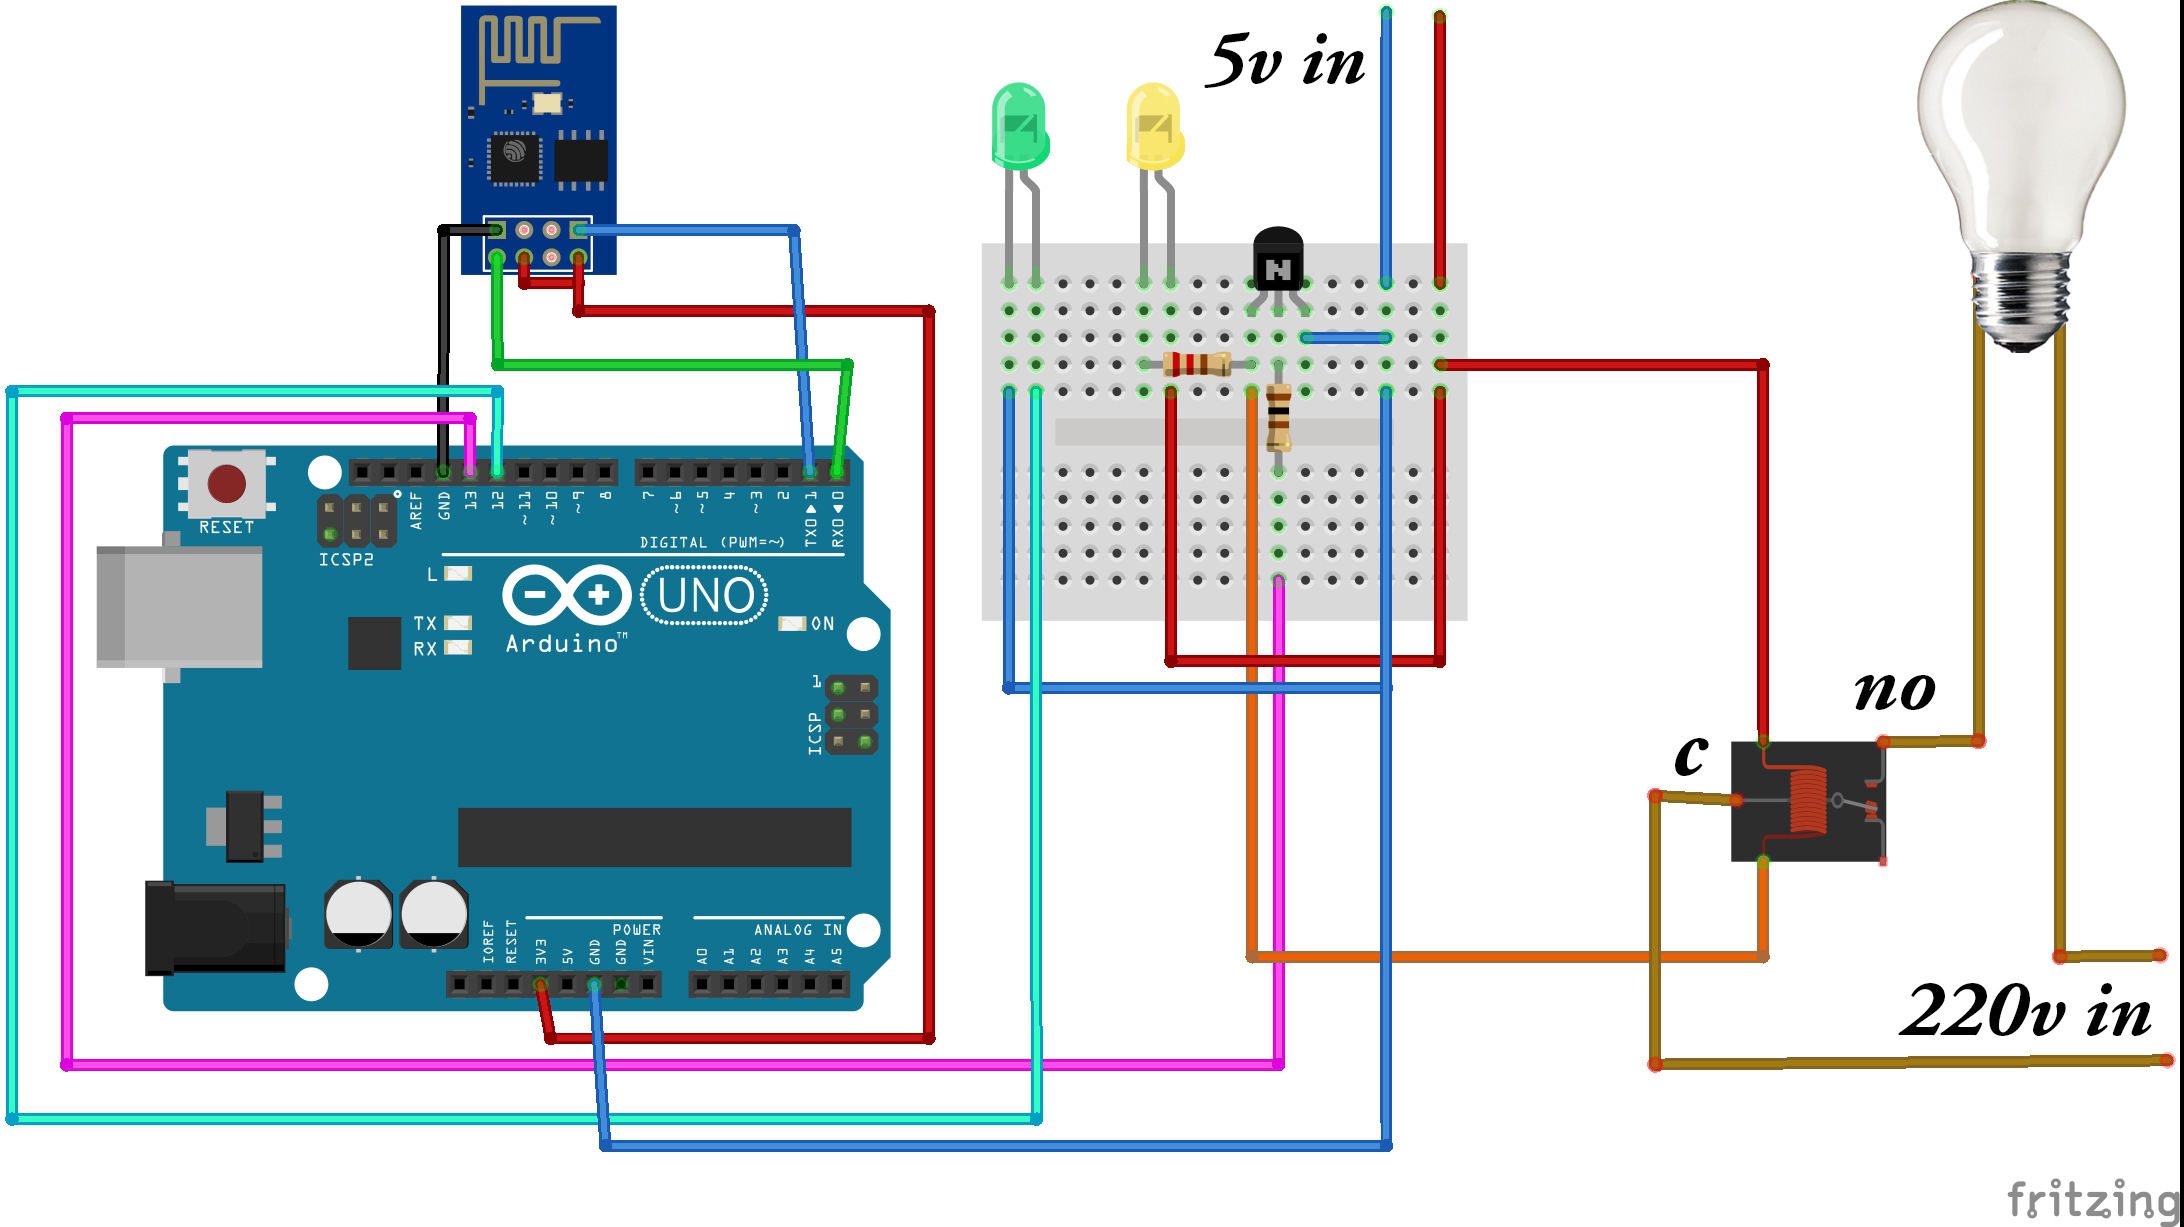 5v in
N
RESET
ICSP2
AREF
GND
13
12
~11
~10
~9
8
7
~6
~5
4
~3
2
TX0▶1
RX0◀0
DIGITAL (PWM=~)
L
TX
RX
UNO
Arduino™
ON
1
ICSP
no
c
POWER
ANALOG IN
IOREF
RESET
3V3
5V
GND
GND
VIN
A0
A1
A2
A3
A4
A5
220v in
fritzing